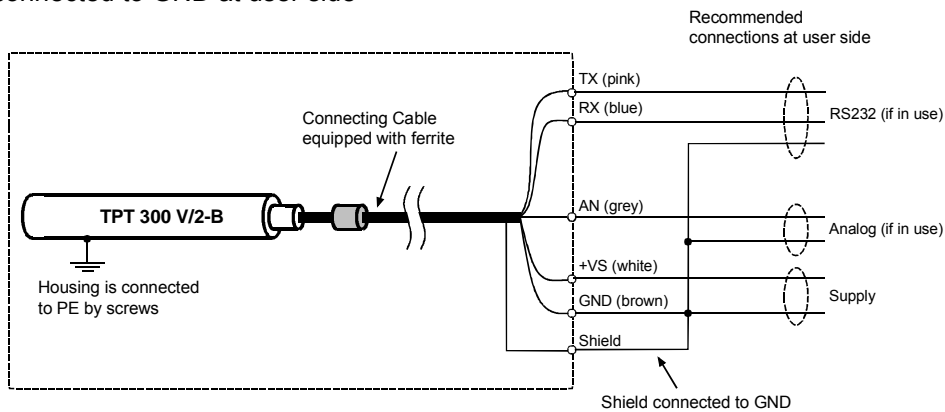 connected to GND at user side
Recommended
connections at user side
TX (pink)
RX (blue)
RS232 (if in use)
Connecting Cable
equipped with ferrite
TPT 300 V/2-B
AN (grey)
Analog (if in use)
+VS (white)
Housing is connected
to PE by screws
GND (brown)
Supply
Shield
Shield connected to GND